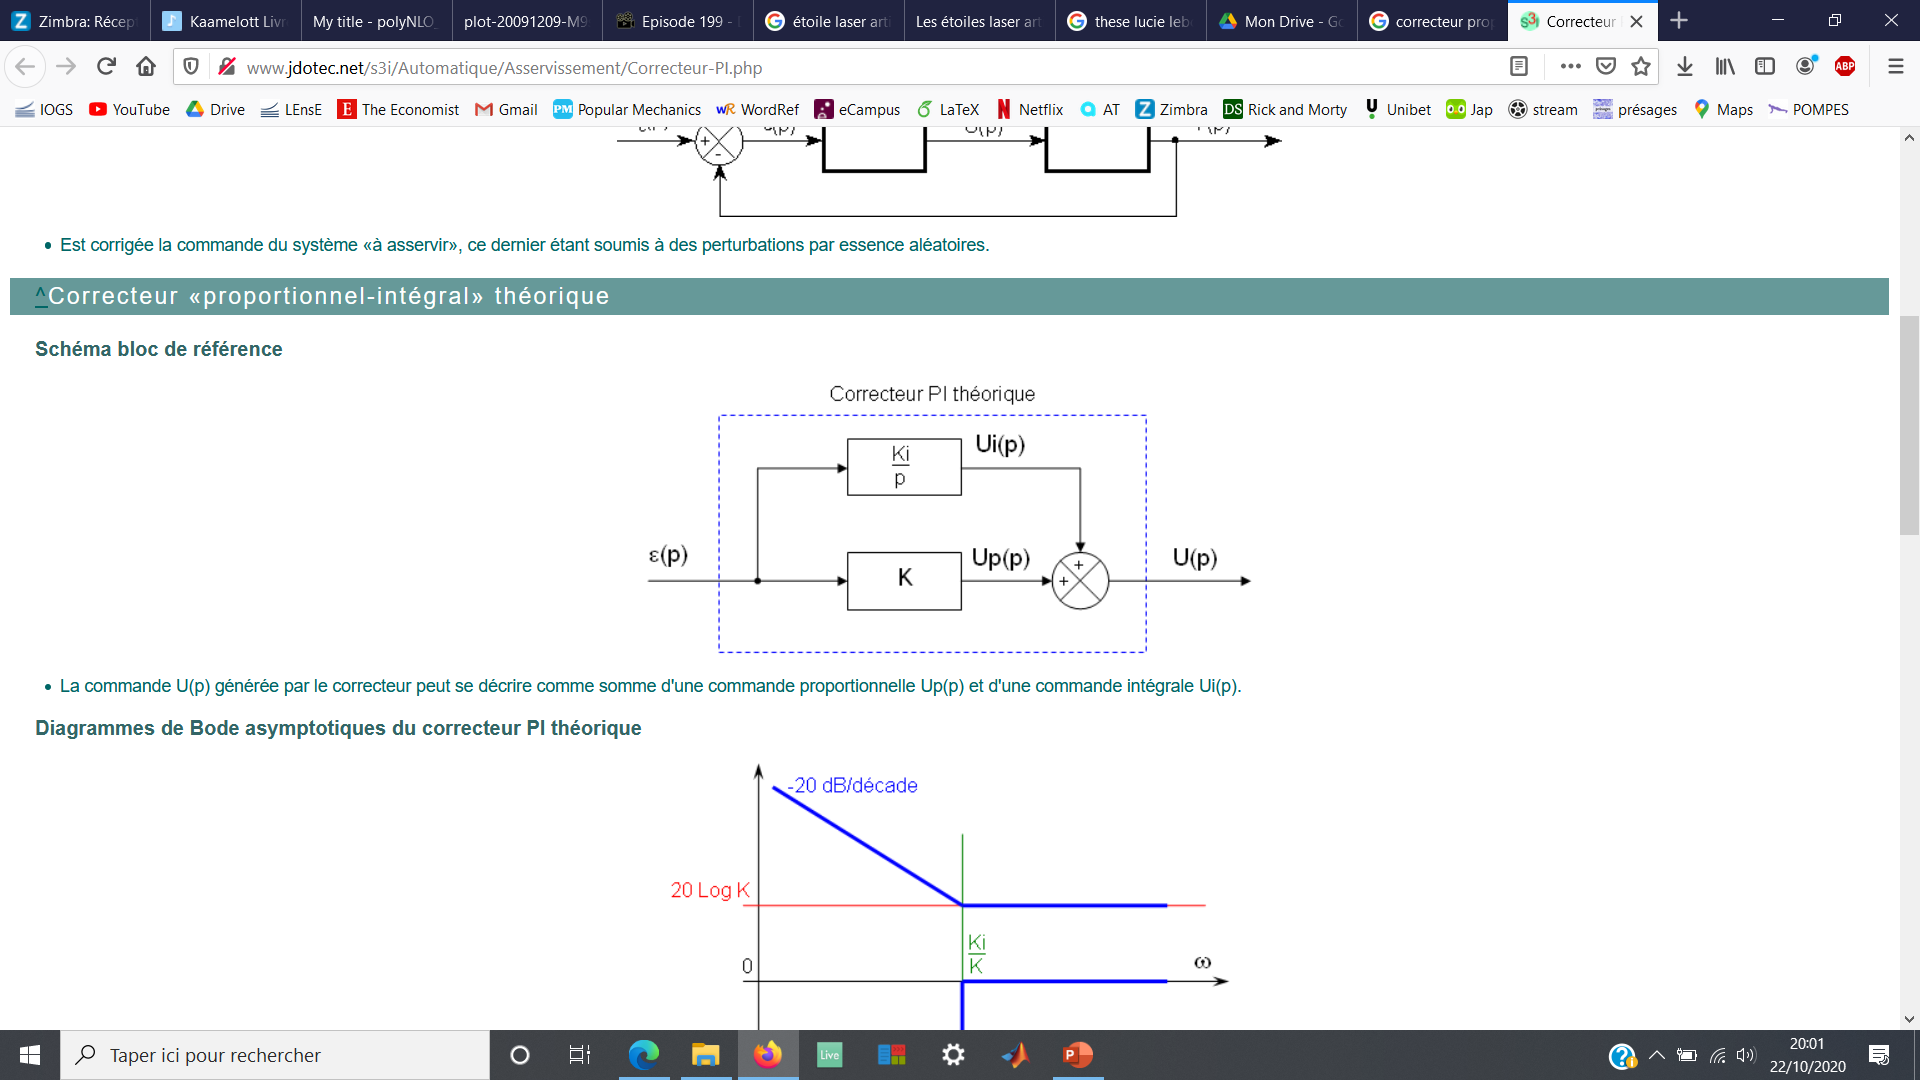 Zimbra: Récept
Kaamelott Livr
My title - polyNLO_
plot-20091209-M9
Episode 199 -
étoile laser arti
Les étoiles laser art
these lucie leb
Mon Drive - Go
correcteur prop
Correcteur
www.jdotec.net/s3i/Automatique/Asservissement/Correcteur-PI.php
ABP
IOGS YouTube Drive LEnsE The Economist Gmail Popular Mechanics WordRef eCampus LaTeX Netflix AT Zimbra Rick and Morty Unibet Jap stream présages Maps POMPES
+
-
Est corrigée la commande du système «à asservir», ce dernier étant soumis à des perturbations par essence aléatoires.
^Correcteur «proportionnel-intégral» théorique
Schéma bloc de référence
Correcteur PI théorique
Ki
p
Ui(p)
ε(p)
K
Up(p)
+
+
U(p)
La commande U(p) générée par le correcteur peut se décrire comme somme d'une commande proportionnelle Up(p) et d'une commande intégrale Ui(p).
Diagrammes de Bode asymptotiques du correcteur PI théorique
-20 dB/décade
20 Log K
Ki
K
0
ω
Taper ici pour rechercher
Live
20:01
22/10/2020